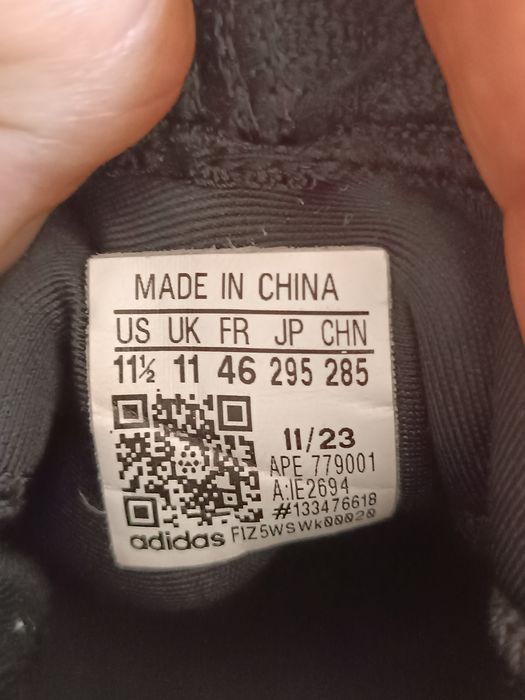 MADE IN CHINA
US UK FR JP CHN
11½ 11 46 295 285
11/23
APE 779001
A:IE2694
#133476618
adidas FIZ5WSWk00020